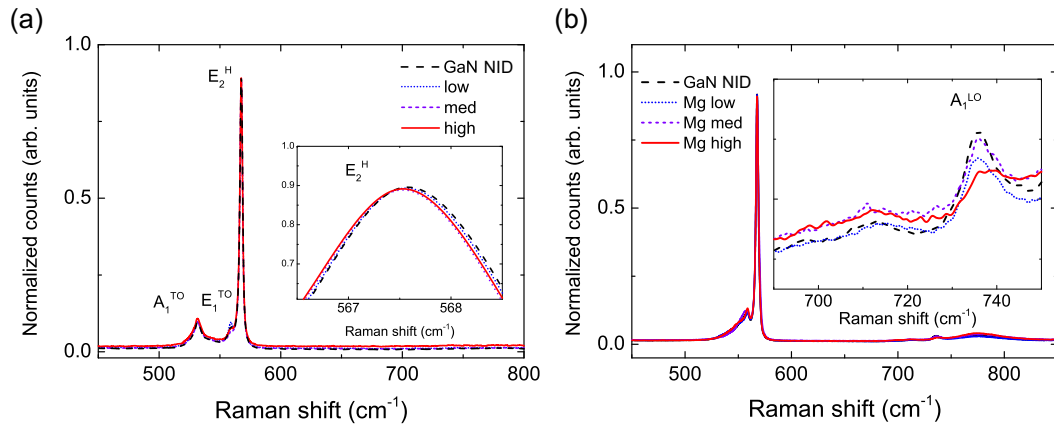 (a)
1.0
0.5
0.0
Normalized counts (arb. units)
E₂ᴴ
GaN NID
low
med
high
A₁ᵀᴼ
E₁ᵀᴼ
E₂ᴴ
0.9
0.8
0.7
567
568
Raman shift (cm⁻¹)
500
600
700
800
Raman shift (cm⁻¹)
(b)
1.0
0.5
0.0
Normalized counts (arb. units)
GaN NID
Mg low
Mg med
Mg high
A₁ᴸᴼ
700
720
740
Raman shift (cm⁻¹)
500
600
700
800
Raman shift (cm⁻¹)